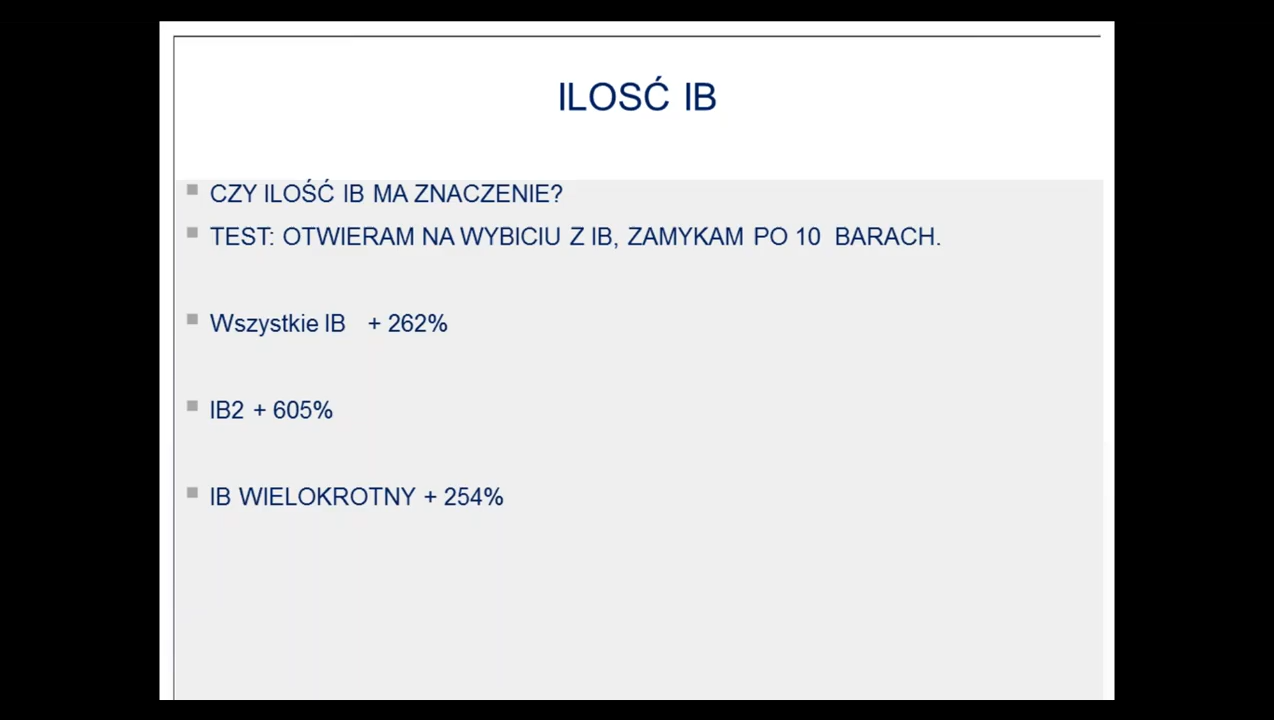 ILOSĆ IB
CZY ILOŚĆ IB MA ZNACZENIE?
TEST: OTWIERAM NA WYBICIU Z IB, ZAMYKAM PO 10 BARACH.
Wszystkie IB + 262%
IB2 + 605%
IB WIELOKROTNY + 254%